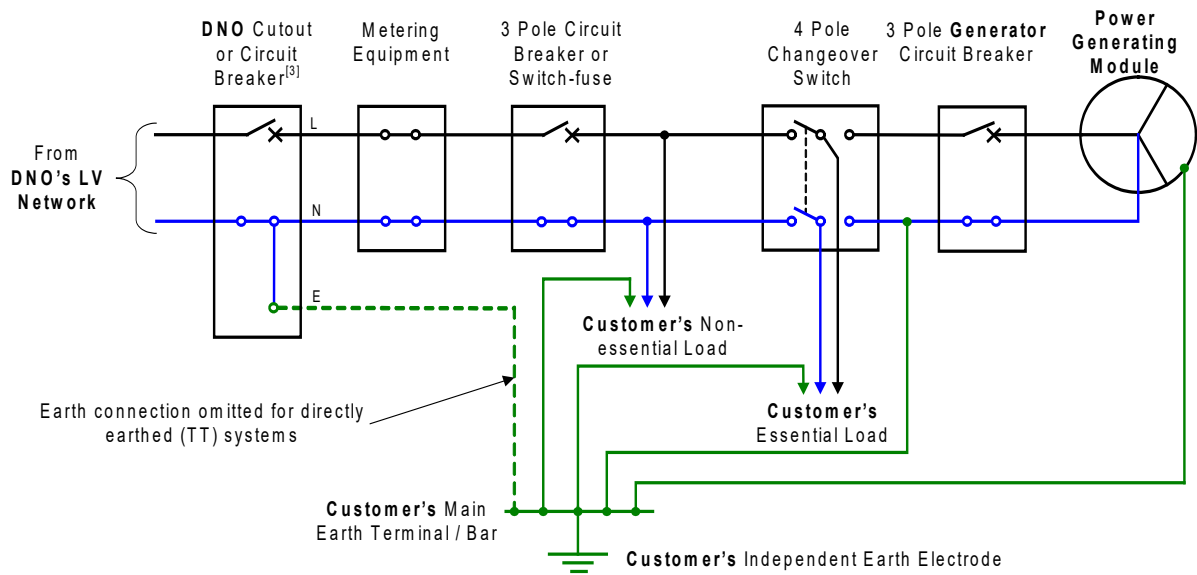 DNO Cutout
or Circuit
Breaker[3]
Metering
Equipment
3 Pole Circuit
Breaker or
Switch-fuse
4 Pole
Changeover
Switch
3 Pole Generator
Circuit Breaker
Power
Generating
Module
L
From
DNO's LV
Network
N
E
Customer's Non-
essential Load
Earth connection omitted for directly
earthed (TT) systems
Customer's
Essential Load
Customer's Main
Earth Terminal / Bar
Customer's Independent Earth Electrode